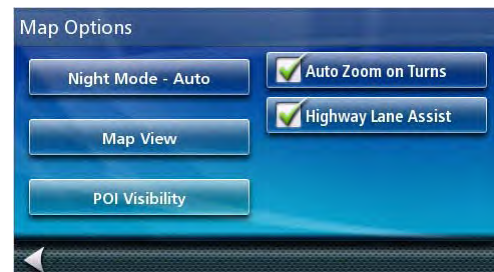 Map Options
Night Mode - Auto
Map View
POI Visibility
Auto Zoom on Turns
Highway Lane Assist